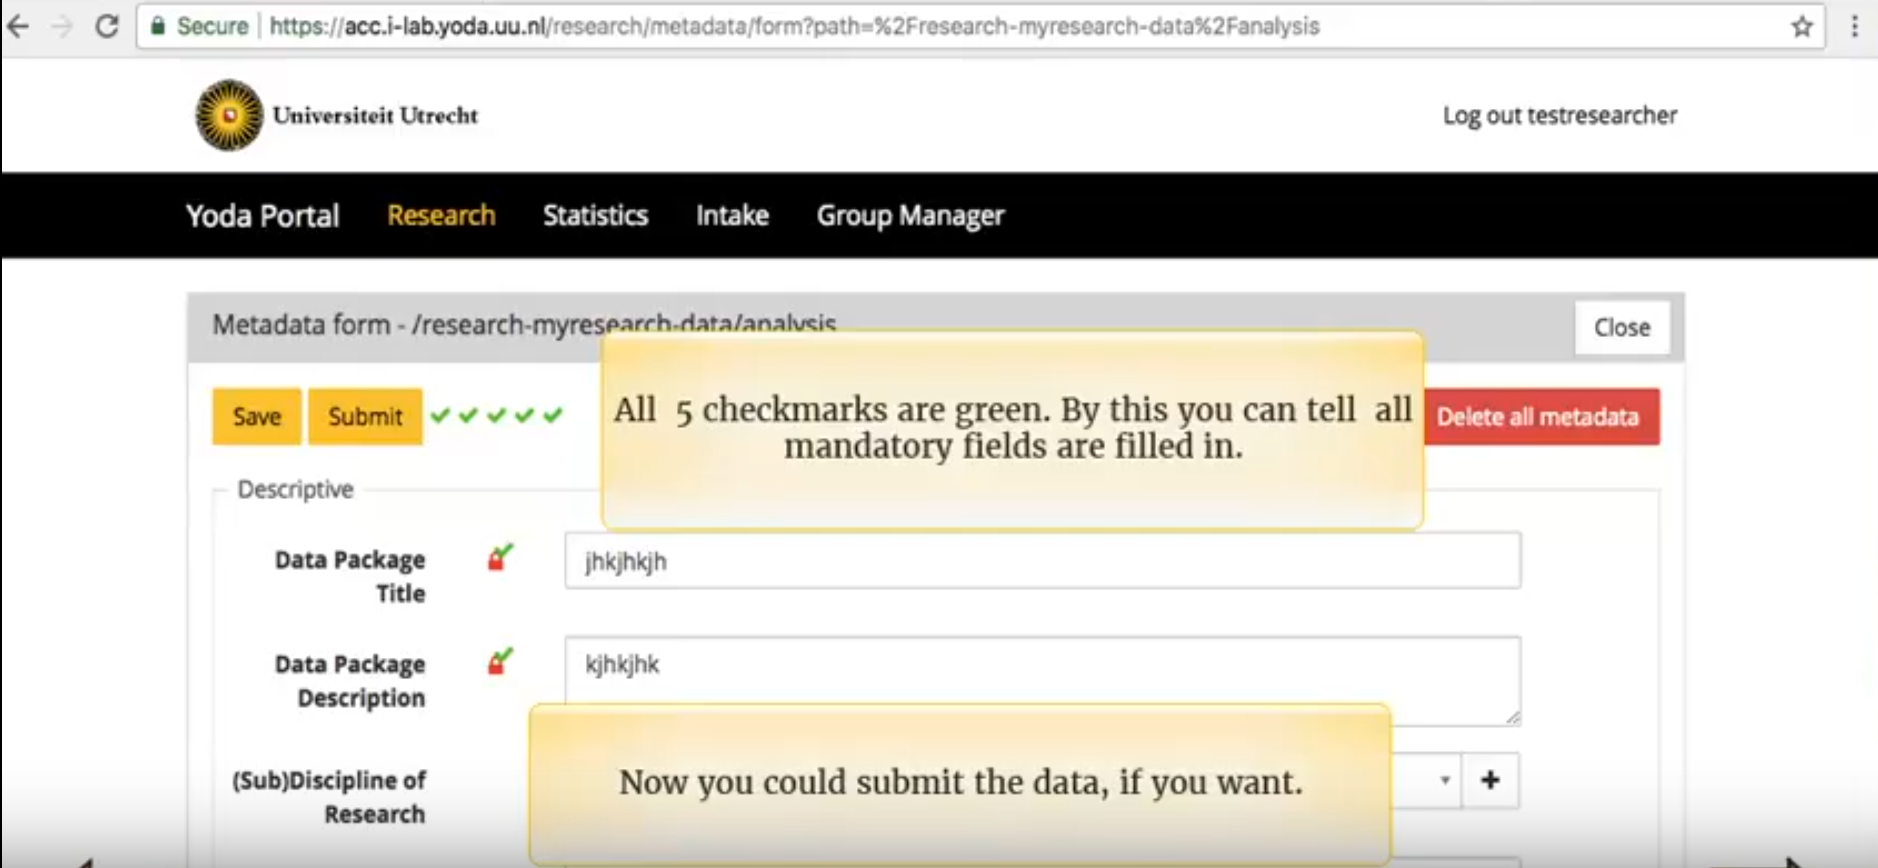 Secure https://acc.i-lab.yoda.uu.nl/research/metadata/form?path=%2Fresearch-myresearch-data%2Fanalysis
Universiteit Utrecht
Log out testresearcher
Yoda Portal Research Statistics Intake Group Manager
Metadata form - /research-myresearch-data/analysis
Close
Save Submit
All 5 checkmarks are green. By this you can tell all
mandatory fields are filled in.
Delete all metadata
Descriptive
Data Package
Title
jhkjhkjh
Data Package
Description
kjhkjhk
(Sub)Discipline of
Research
Now you could submit the data, if you want.